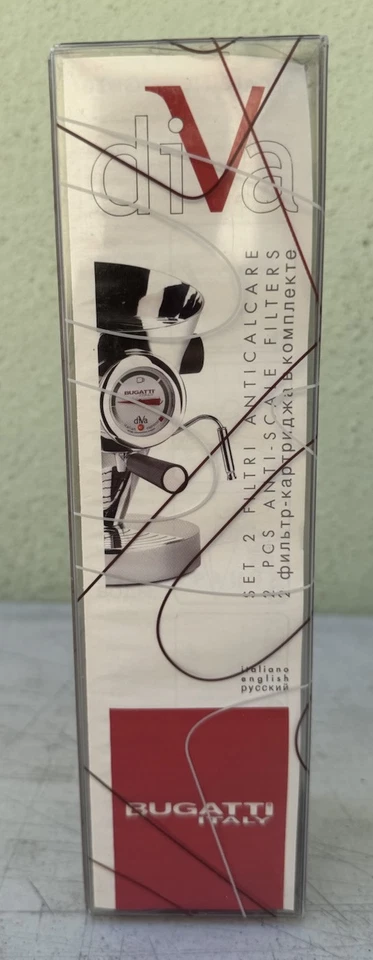 diVa
BUGATTI
diVa
SET 2 FILTRI ANTICALCARE
2 PCS ANTI-SCALE FILTERS
2 фильтр-картриджа в комплекте
italiano
english
русский
BUGATTI
ITALY